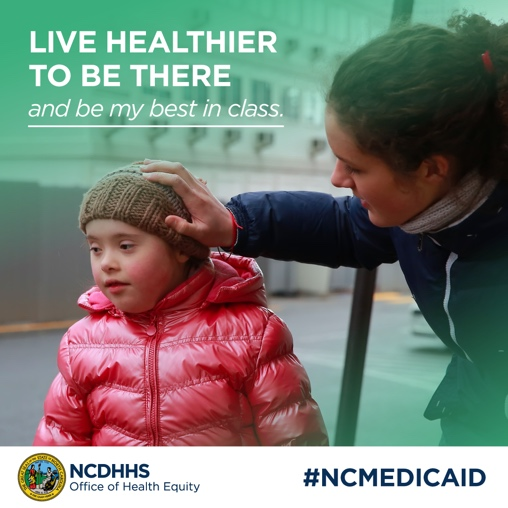 LIVE HEALTHIER
TO BE THERE
and be my best in class.
NCDHHS
Office of Health Equity
#NCMEDICAID